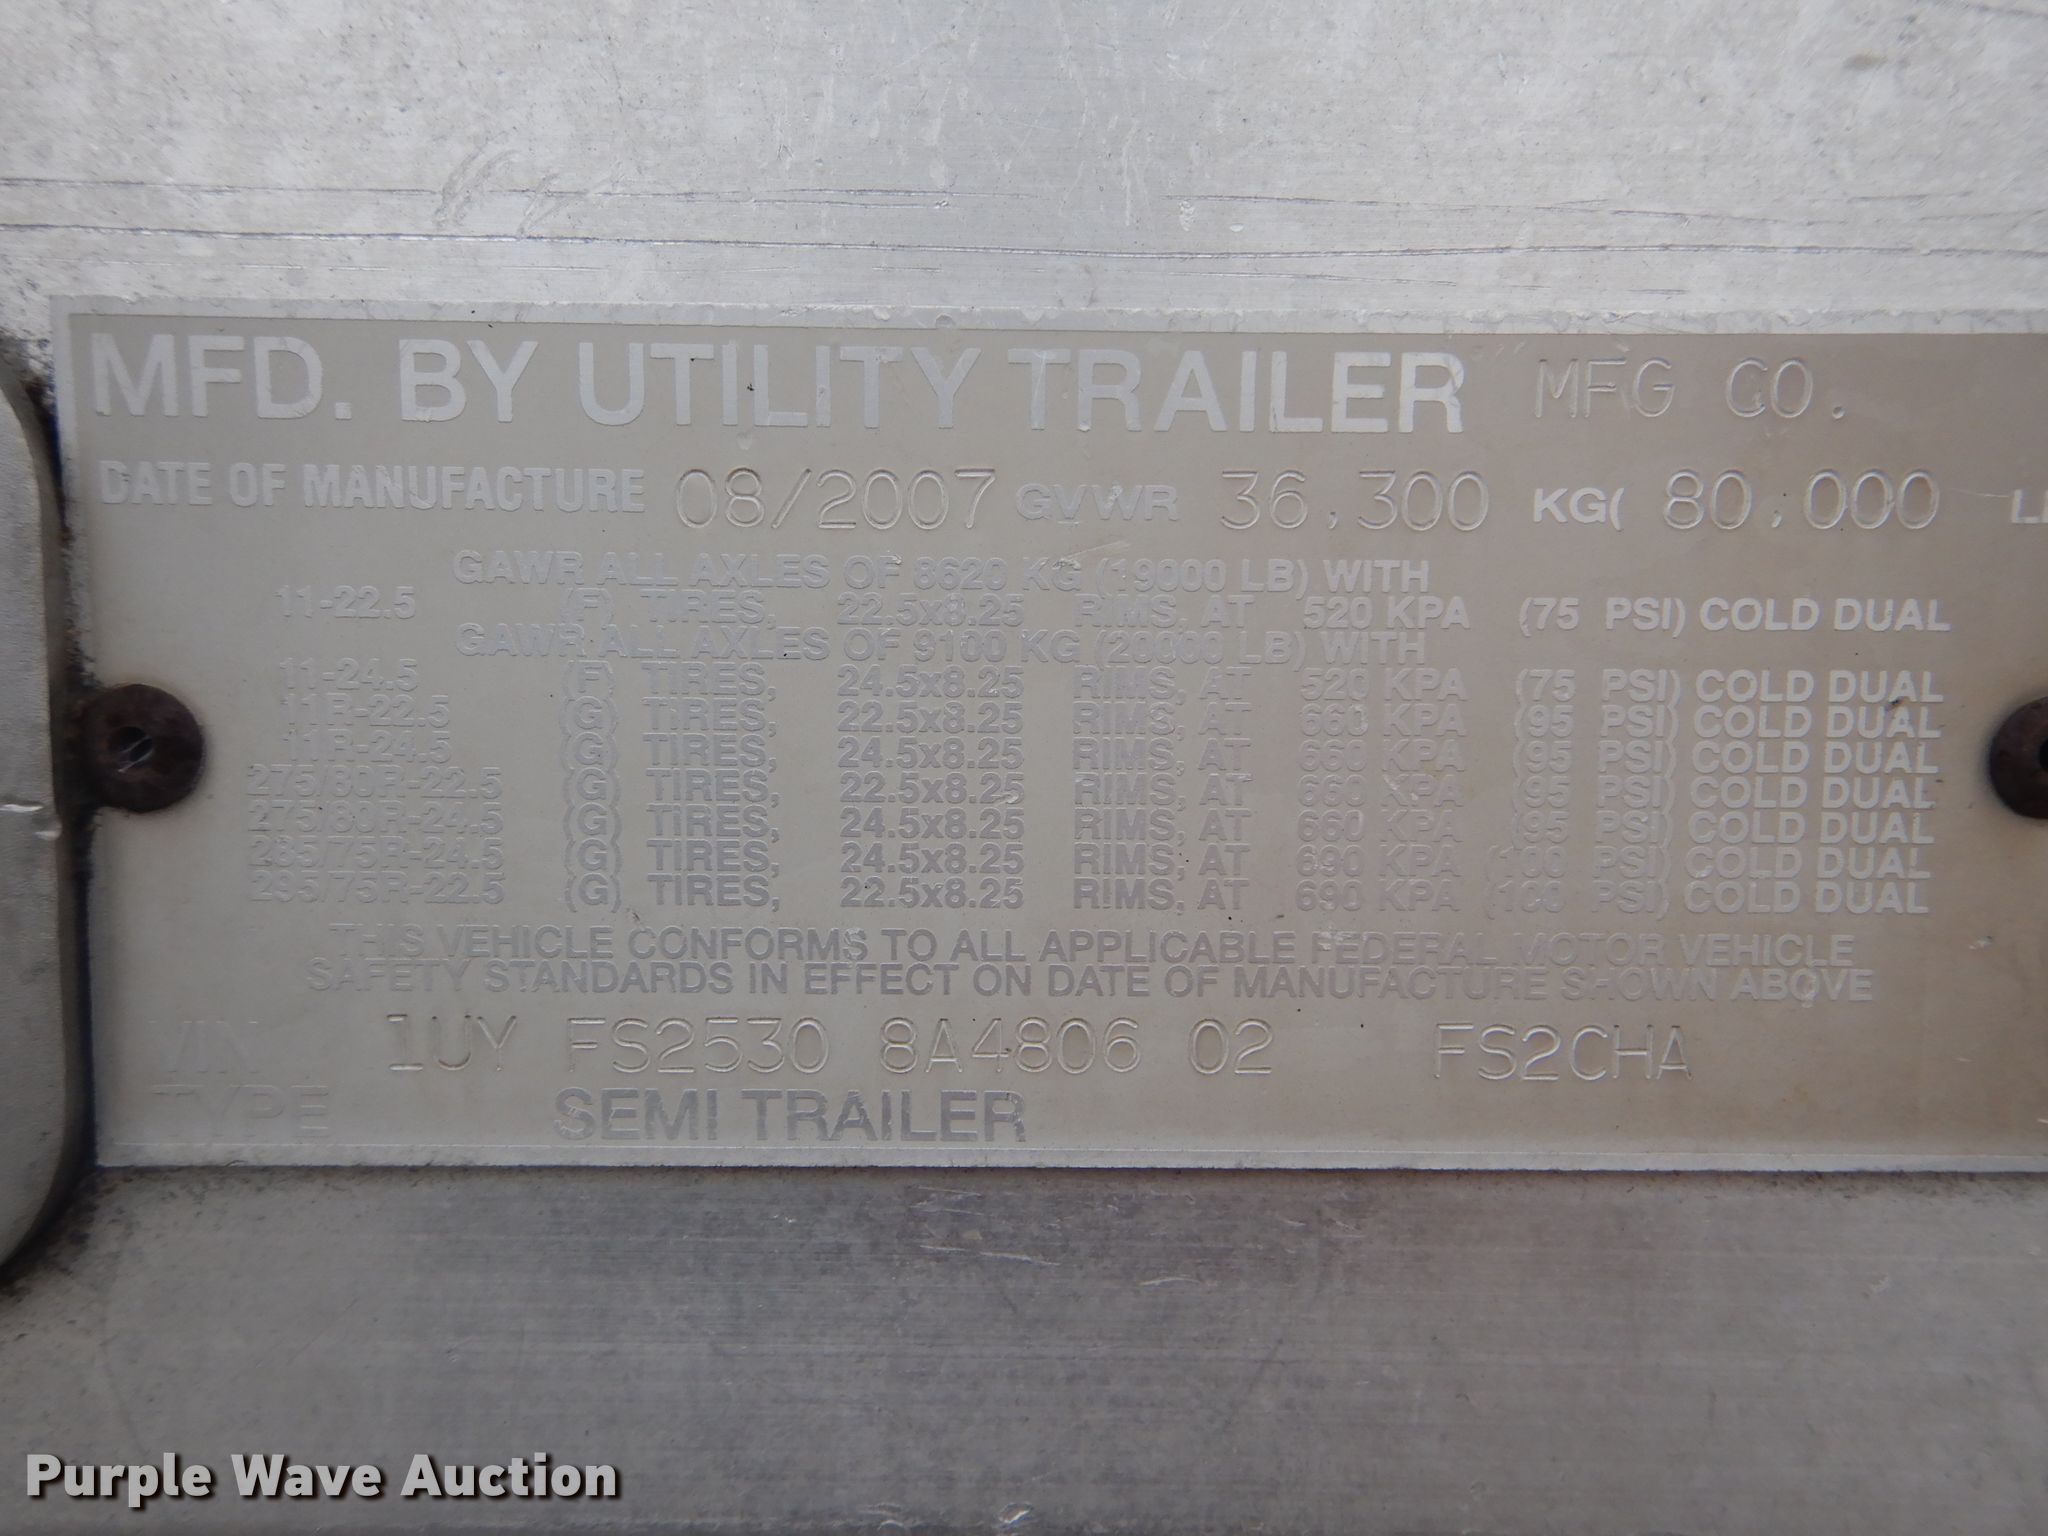 MFD. BY UTILITY TRAILER MFG CO.
DATE OF MANUFACTURE 08/2007 GVWR 36,300 KG( 80,000 L
GAWR ALL AXLES OF 8620 KG (19000 LB) WITH
11-22.5 (F) TIRES, 22.5x8.25 RIMS, AT 520 KPA (75 PSI) COLD DUAL
GAWR ALL AXLES OF 9100 KG (20000 LB) WITH
11-24.5 (F) TIRES, 24.5x8.25 RIMS, AT 520 KPA (75 PSI) COLD DUAL
11R-22.5 (G) TIRES, 22.5x8.25 RIMS, AT 660 KPA (95 PSI) COLD DUAL
11R-24.5 (G) TIRES, 24.5x8.25 RIMS, AT 660 KPA (95 PSI) COLD DUAL
275/80R-22.5 (G) TIRES, 22.5x8.25 RIMS, AT 660 KPA (95 PSI) COLD DUAL
275/80R-24.5 (G) TIRES, 24.5x8.25 RIMS, AT 660 KPA (95 PSI) COLD DUAL
285/75R-24.5 (G) TIRES, 24.5x8.25 RIMS, AT 690 KPA (100 PSI) COLD DUAL
295/75R-22.5 (G) TIRES, 22.5x8.25 RIMS, AT 690 KPA (100 PSI) COLD DUAL
THIS VEHICLE CONFORMS TO ALL APPLICABLE FEDERAL MOTOR VEHICLE
SAFETY STANDARDS IN EFFECT ON DATE OF MANUFACTURE SHOWN ABOVE
VIN 1UY FS2530 8A4806 02 FS2CHA
TYPE SEMI TRAILER
Purple Wave Auction